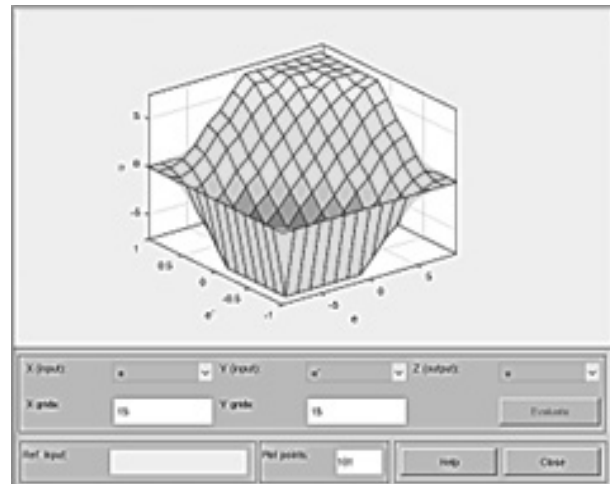 5
0
-5
1
0.5
0
-0.5
-1
e'
-5
0
5
e
X (input): e Y (input): e' Z (output):
X grids: 15 Y grids: 15 Evaluate
Ref. Input: Plot points: 101 Help Close